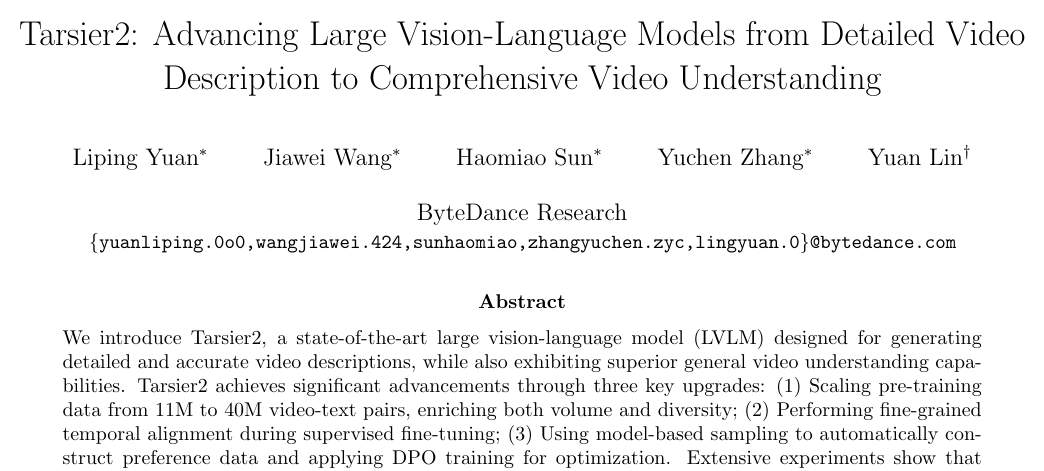 Tarsier2: Advancing Large Vision-Language Models from Detailed Video
Description to Comprehensive Video Understanding
Liping Yuan* Jiawei Wang* Haomiao Sun* Yuchen Zhang* Yuan Lin†
ByteDance Research
{yuanliping.0o0,wangjiawei.424,sunhaomiao,zhangyuchen.zyc,lingyuan.0}@bytedance.com
Abstract
We introduce Tarsier2, a state-of-the-art large vision-language model (LVLM) designed for generating
detailed and accurate video descriptions, while also exhibiting superior general video understanding capa-
bilities. Tarsier2 achieves significant advancements through three key upgrades: (1) Scaling pre-training
data from 11M to 40M video-text pairs, enriching both volume and diversity; (2) Performing fine-grained
temporal alignment during supervised fine-tuning; (3) Using model-based sampling to automatically con-
struct preference data and applying DPO training for optimization. Extensive experiments show that